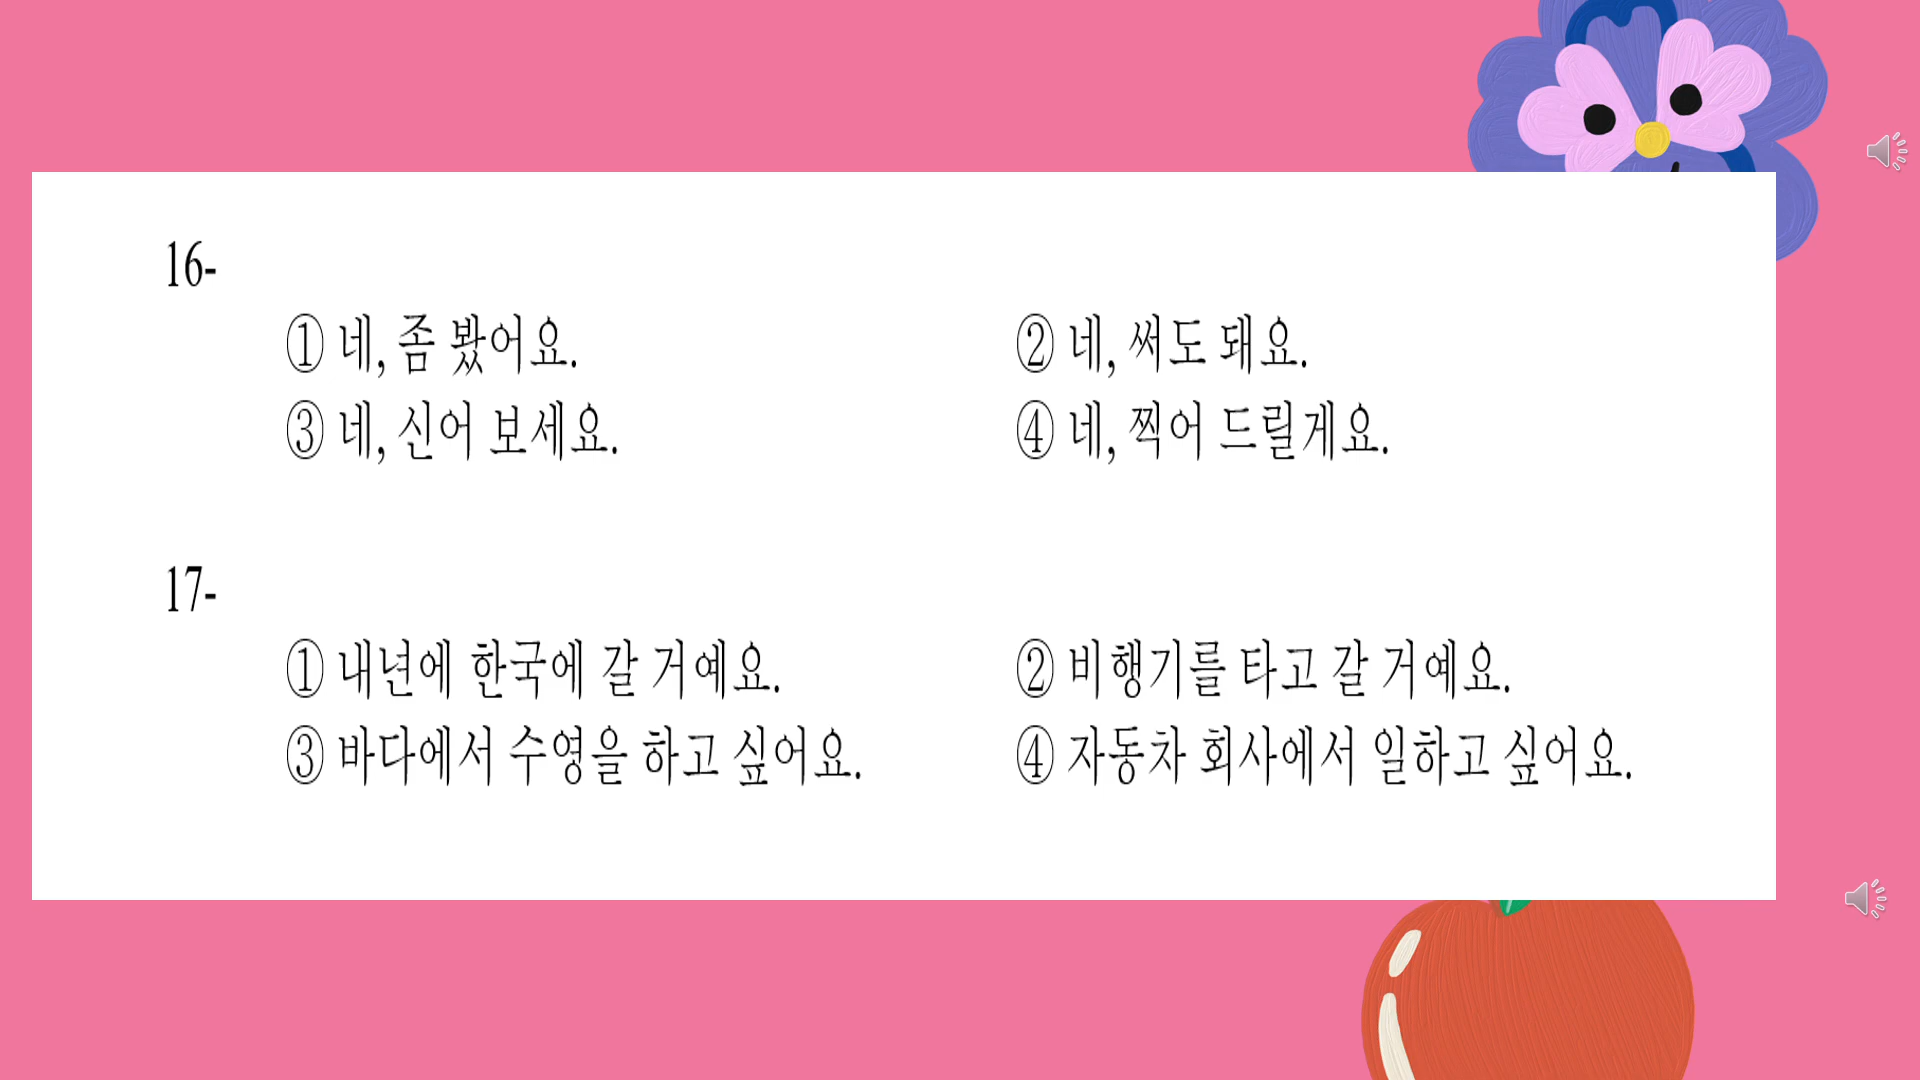 16-
① 네, 좀 봤어요. ② 네, 써도 돼요.
③ 네, 신어 보세요. ④ 네, 찍어 드릴게요.
17-
① 내년에 한국에 갈 거예요. ② 비행기를 타고 갈 거예요.
③ 바다에서 수영을 하고 싶어요. ④ 자동차 회사에서 일하고 싶어요.